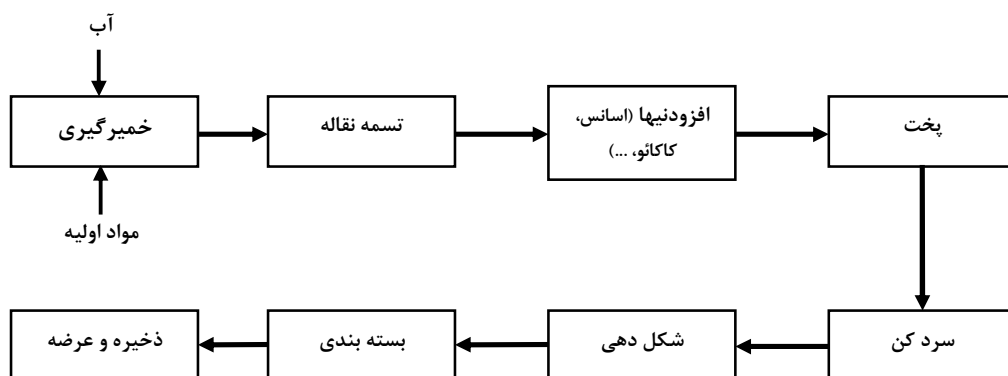 آب
خمیرگیری
تسمه نقاله
افزودنیها (اسانس،
کاکائو، ...)
پخت
مواد اولیه
سرد کن
شکل دهی
بسته بندی
ذخیره و عرضه